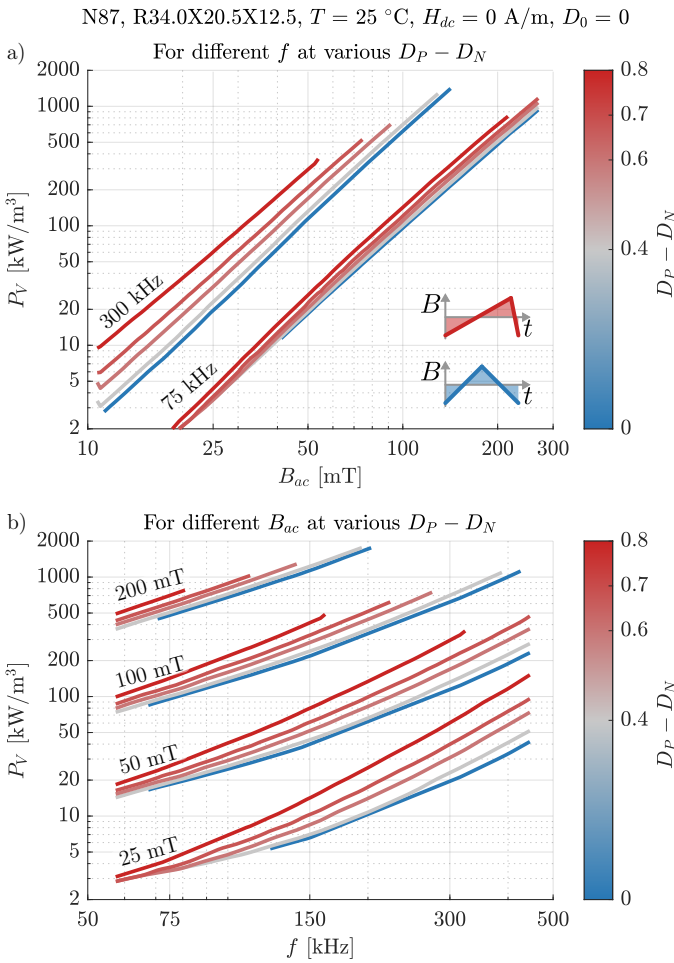 N87, R34.0X20.5X12.5, T = 25 °C, H_dc = 0 A/m, D_0 = 0
a) For different f at various D_P − D_N
2000
1000
500
200
100
50
20
10
5
2
P_V [kW/m³]
300 kHz
75 kHz
B
t
B
t
10 25 50 100 200 300
B_ac [mT]
0.8
0.7
0.6
0.4
0
D_P − D_N
b) For different B_ac at various D_P − D_N
2000
1000
500
200
100
50
20
10
5
2
P_V [kW/m³]
200 mT
100 mT
50 mT
25 mT
50 75 150 300 500
f [kHz]
0.8
0.7
0.6
0.4
0
D_P − D_N